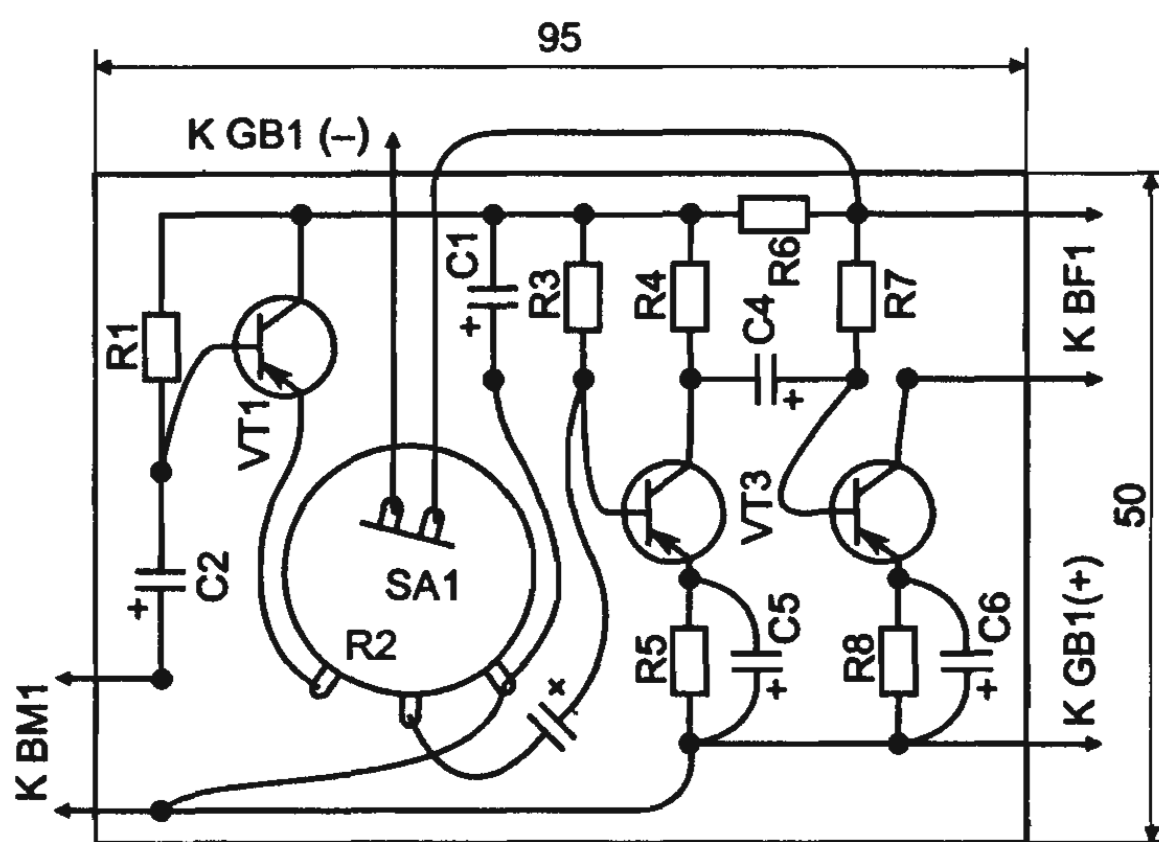 95
К GB1 (–)
C1
R6
R1
VT1
R3
R4
C4
R7
К BF1
+
+
VT3
50
C2
+
SA1
R2
C5
C6
R5
R8
+
+
×
К BM1
К GB1(+)